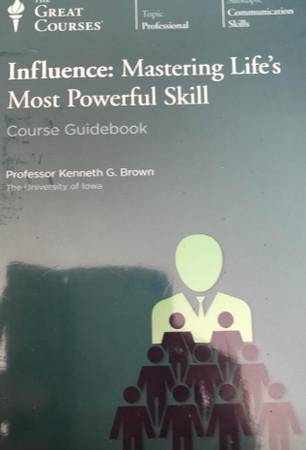 THE
GREAT
COURSES®
Topic
Professional
Subtopic
Communication
Skills
Influence: Mastering Life's
Most Powerful Skill
Course Guidebook
Professor Kenneth G. Brown
The University of Iowa